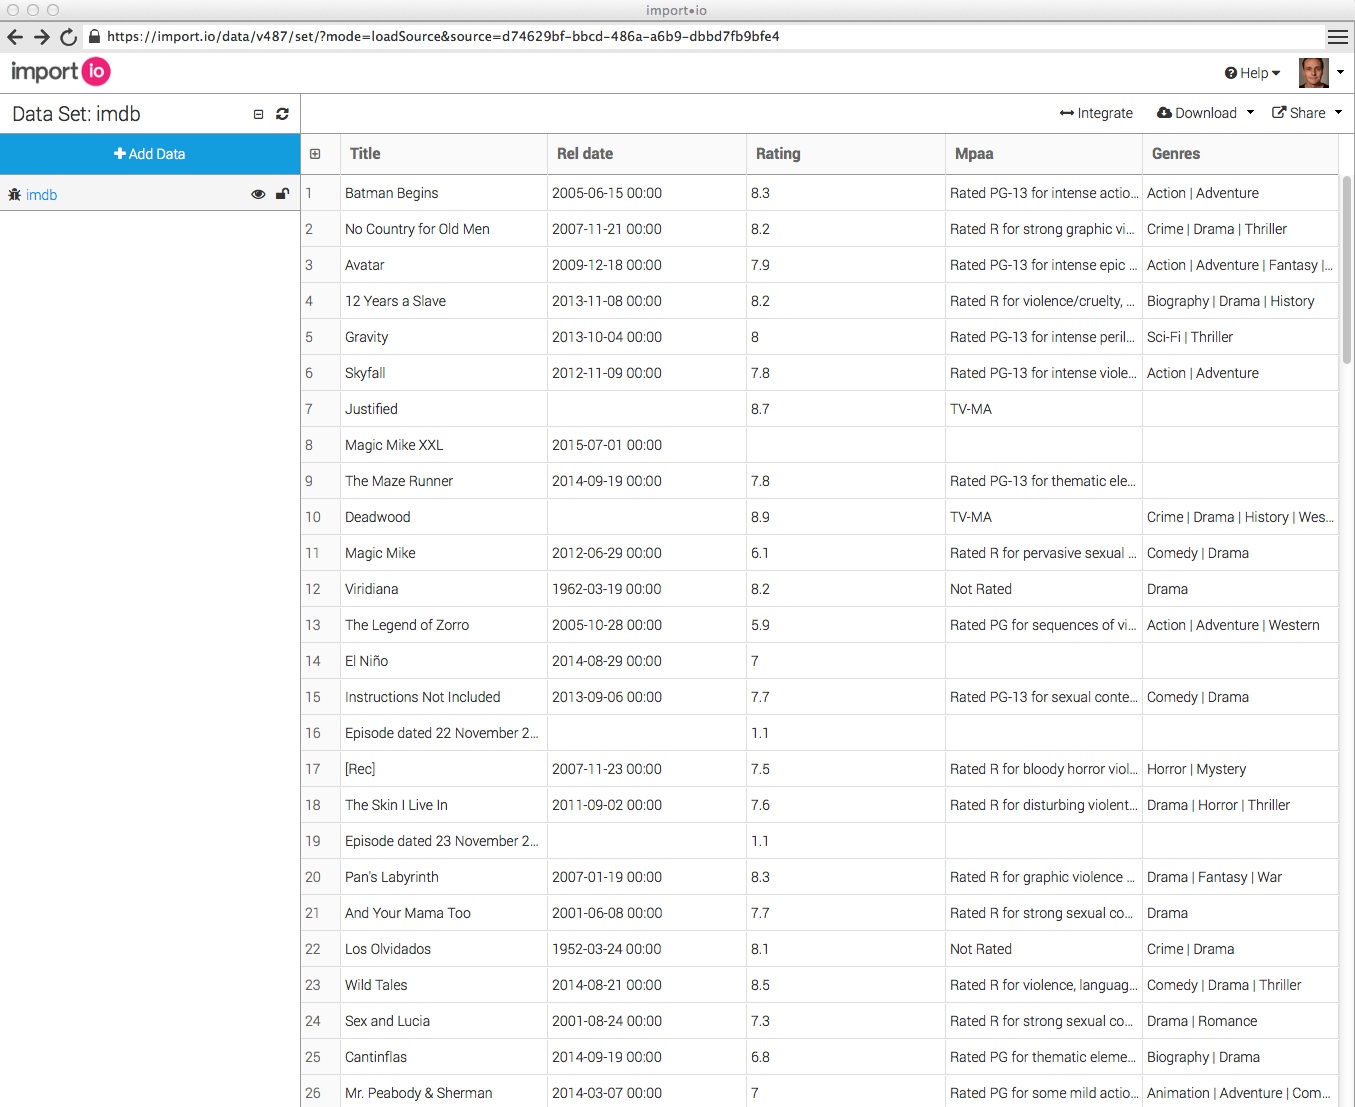 import•io
https://import.io/data/v487/set/?mode=loadSource&source=d74629bf-bbcd-486a-a6b9-dbbd7fb9bfe4
import io
Help
Data Set: imdb
Integrate Download Share
Add Data
Title Rel date Rating Mpaa Genres
imdb
1 Batman Begins 2005-06-15 00:00 8.3 Rated PG-13 for intense actio... Action | Adventure
2 No Country for Old Men 2007-11-21 00:00 8.2 Rated R for strong graphic vi... Crime | Drama | Thriller
3 Avatar 2009-12-18 00:00 7.9 Rated PG-13 for intense epic ... Action | Adventure | Fantasy |...
4 12 Years a Slave 2013-11-08 00:00 8.2 Rated R for violence/cruelty, ... Biography | Drama | History
5 Gravity 2013-10-04 00:00 8 Rated PG-13 for intense peril... Sci-Fi | Thriller
6 Skyfall 2012-11-09 00:00 7.8 Rated PG-13 for intense viole... Action | Adventure
7 Justified 8.7 TV-MA
8 Magic Mike XXL 2015-07-01 00:00
9 The Maze Runner 2014-09-19 00:00 7.8 Rated PG-13 for thematic ele...
10 Deadwood 8.9 TV-MA Crime | Drama | History | Wes...
11 Magic Mike 2012-06-29 00:00 6.1 Rated R for pervasive sexual ... Comedy | Drama
12 Viridiana 1962-03-19 00:00 8.2 Not Rated Drama
13 The Legend of Zorro 2005-10-28 00:00 5.9 Rated PG for sequences of vi... Action | Adventure | Western
14 El Niño 2014-08-29 00:00 7
15 Instructions Not Included 2013-09-06 00:00 7.7 Rated PG-13 for sexual conte... Comedy | Drama
16 Episode dated 22 November 2... 1.1
17 [Rec] 2007-11-23 00:00 7.5 Rated R for bloody horror viol... Horror | Mystery
18 The Skin I Live In 2011-09-02 00:00 7.6 Rated R for disturbing violent... Drama | Horror | Thriller
19 Episode dated 23 November 2... 1.1
20 Pan's Labyrinth 2007-01-19 00:00 8.3 Rated R for graphic violence ... Drama | Fantasy | War
21 And Your Mama Too 2001-06-08 00:00 7.7 Rated R for strong sexual co... Drama
22 Los Olvidados 1952-03-24 00:00 8.1 Not Rated Crime | Drama
23 Wild Tales 2014-08-21 00:00 8.5 Rated R for violence, languag... Comedy | Drama | Thriller
24 Sex and Lucia 2001-08-24 00:00 7.3 Rated R for strong sexual co... Drama | Romance
25 Cantinflas 2014-09-19 00:00 6.8 Rated PG for thematic eleme... Biography | Drama
26 Mr. Peabody & Sherman 2014-03-07 00:00 7 Rated PG for some mild actio... Animation | Adventure | Com...